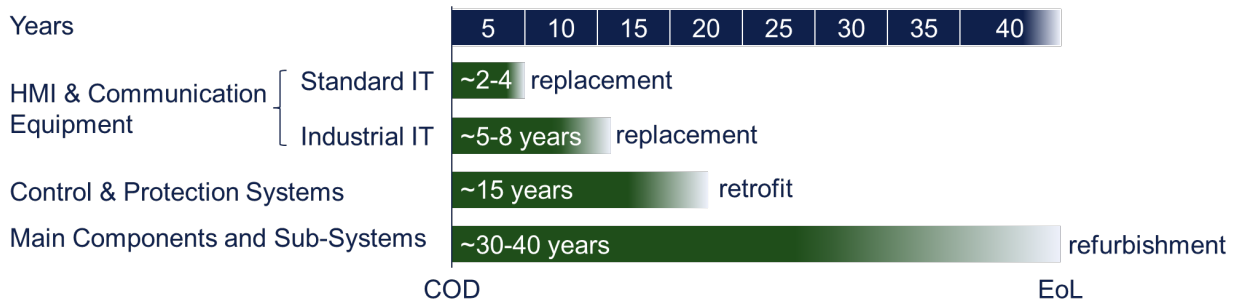 Years 5 10 15 20 25 30 35 40
HMI & Communication
Equipment
Standard IT ~2-4 replacement
Industrial IT ~5-8 years replacement
Control & Protection Systems ~15 years retrofit
Main Components and Sub-Systems ~30-40 years refurbishment
COD EoL